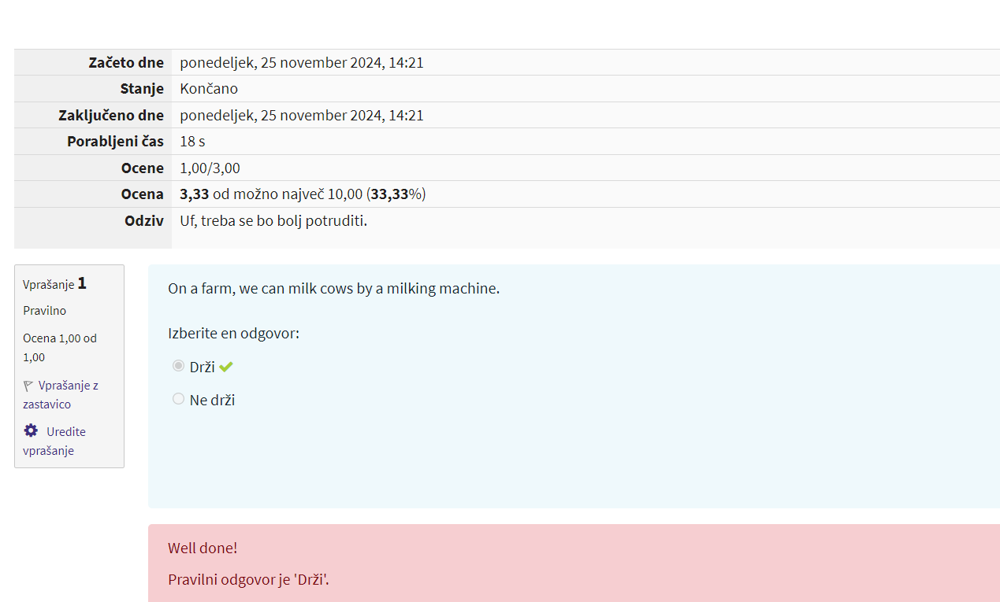 Začeto dne ponedeljek, 25 november 2024, 14:21
Stanje Končano
Zaključeno dne ponedeljek, 25 november 2024, 14:21
Porabljeni čas 18 s
Ocene 1,00/3,00
Ocena 3,33 od možno največ 10,00 (33,33%)
Odziv Uf, treba se bo bolj potruditi.
Vprašanje 1
Pravilno
Ocena 1,00 od
1,00
Vprašanje z
zastavico
Uredite
vprašanje
On a farm, we can milk cows by a milking machine.
Izberite en odgovor:
Drži
Ne drži
Well done!
Pravilni odgovor je 'Drži'.